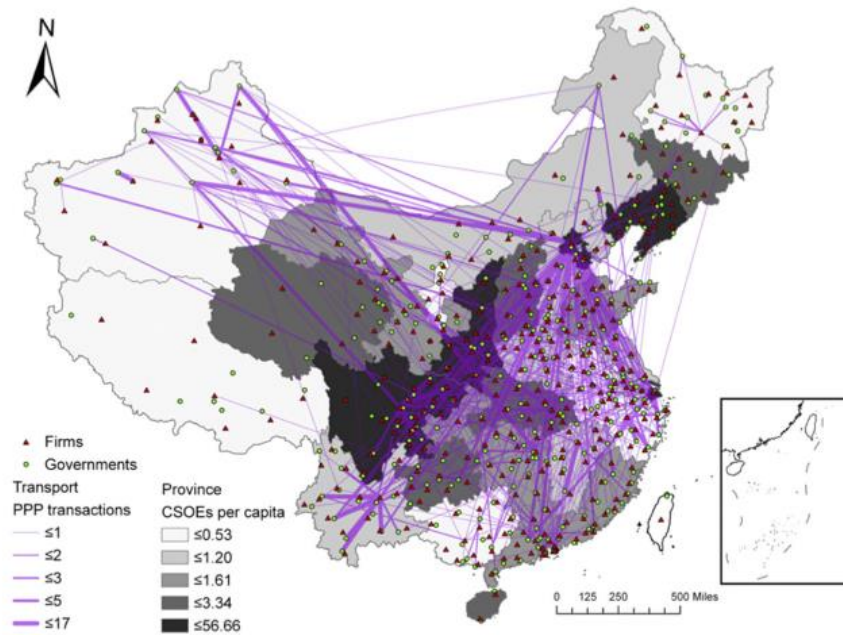 N
Firms
Governments
Transport
PPP transactions
≤1
≤2
≤3
≤5
≤17
Province
CSOEs per capita
≤0.53
≤1.20
≤1.61
≤3.34
≤56.66
0 125 250 500 Miles